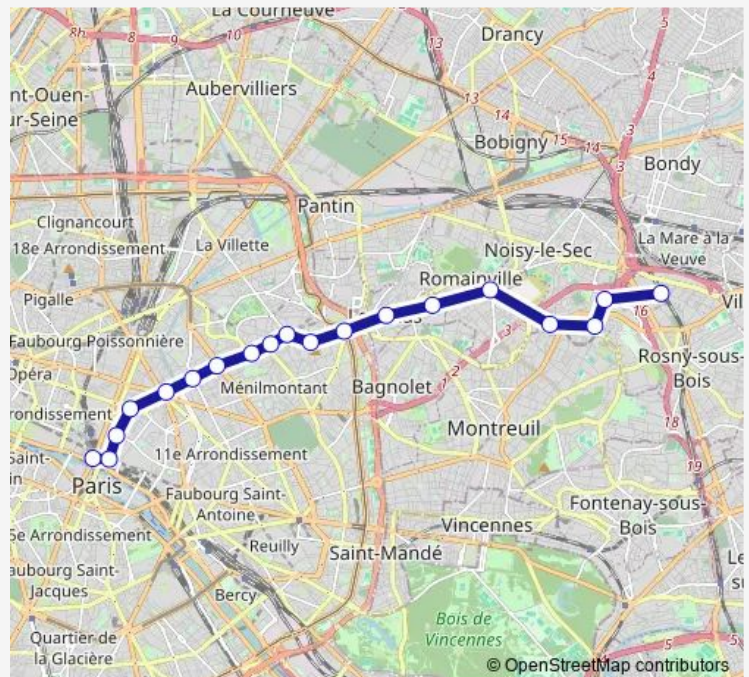 La Courneuve
8h
8
9
10
Drancy
13
5
4
nt-Ouen-
ur-Seine
Aubervilliers
13
14
Bobigny
15
14
3
3
Bondy
Pantin
Clignancourt
18e Arrondissement
La Villette
Noisy-le-Sec
La Mare à la
Veuve
Pigalle
Romainville
Vil
16
Faubourg Poissonnière
3
Rosny-sous-
Bois
Opéra
Ménilmontant
Bagnolet
1
2
rondissement
18
Montreuil
11e Arrondissement
19
Saint-
in
Paris
Faubourg Saint-
Antoine
Fontenay-sous-
Bois
5e Arrondissement
Reuilly
Vincennes
Saint-Mandé
Le
aubourg Saint-
Jacques
Bercy
Bois de
Vincennes
Quartier de
la Glacière
5
© OpenStreetMap contributors